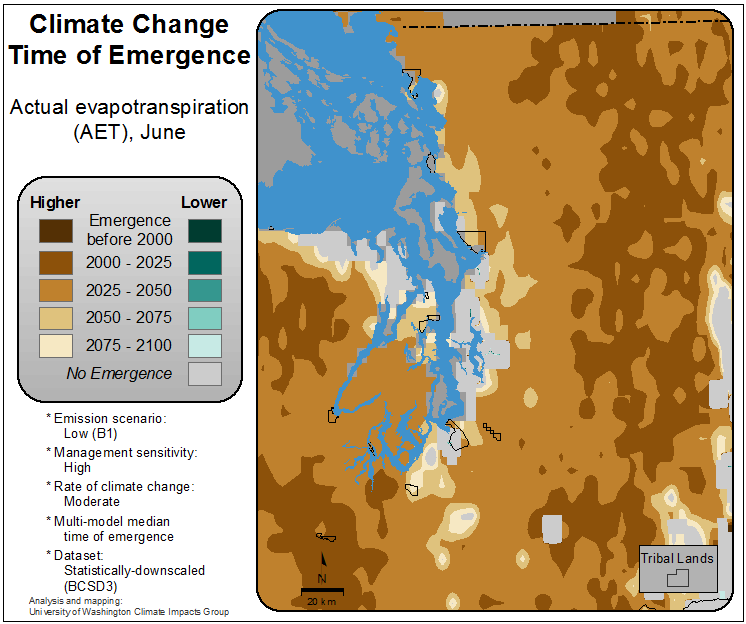 Climate Change
Time of Emergence
Actual evapotranspiration
(AET), June
Higher Lower
Emergence
before 2000
2000 - 2025
2025 - 2050
2050 - 2075
2075 - 2100
No Emergence
* Emission scenario:
Low (B1)
* Management sensitivity:
High
* Rate of climate change:
Moderate
* Multi-model median
time of emergence
* Dataset:
Statistically-downscaled
(BCSD3)
Analysis and mapping:
University of Washington Climate Impacts Group
N
20 km
Tribal Lands